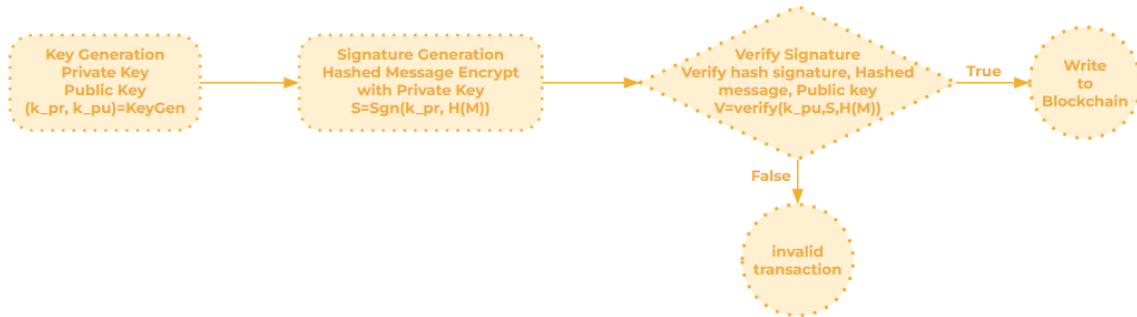 Key Generation
Private Key
Public Key
(k_pr, k_pu)=KeyGen
Signature Generation
Hashed Message Encrypt
with Private Key
S=Sgn(k_pr, H(M))
Verify Signature
Verify hash signature, Hashed
message, Public key
V=verify(k_pu,S,H(M))
True
Write
to
Blockchain
False
invalid
transaction